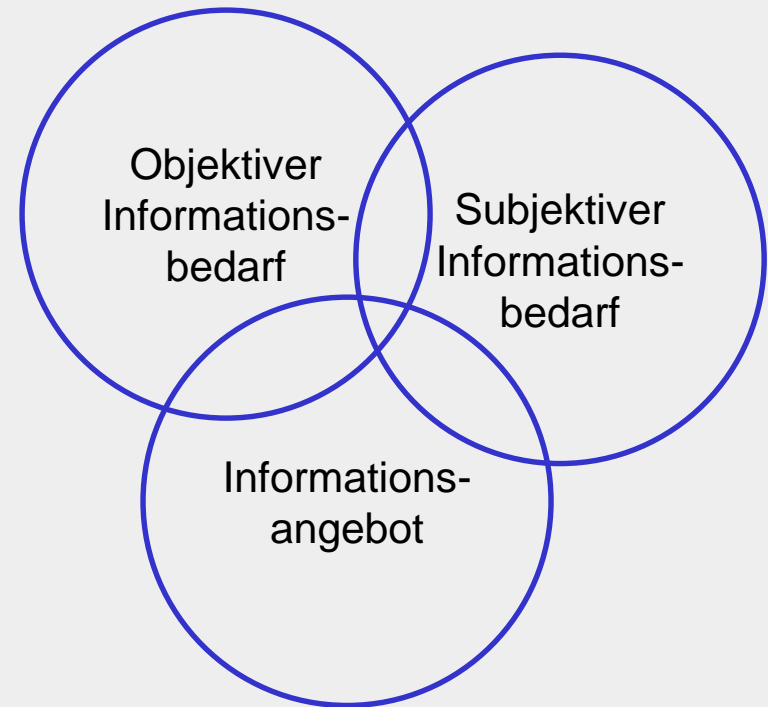 Objektiver
Informations-
bedarf
Subjektiver
Informations-
bedarf
Informations-
angebot